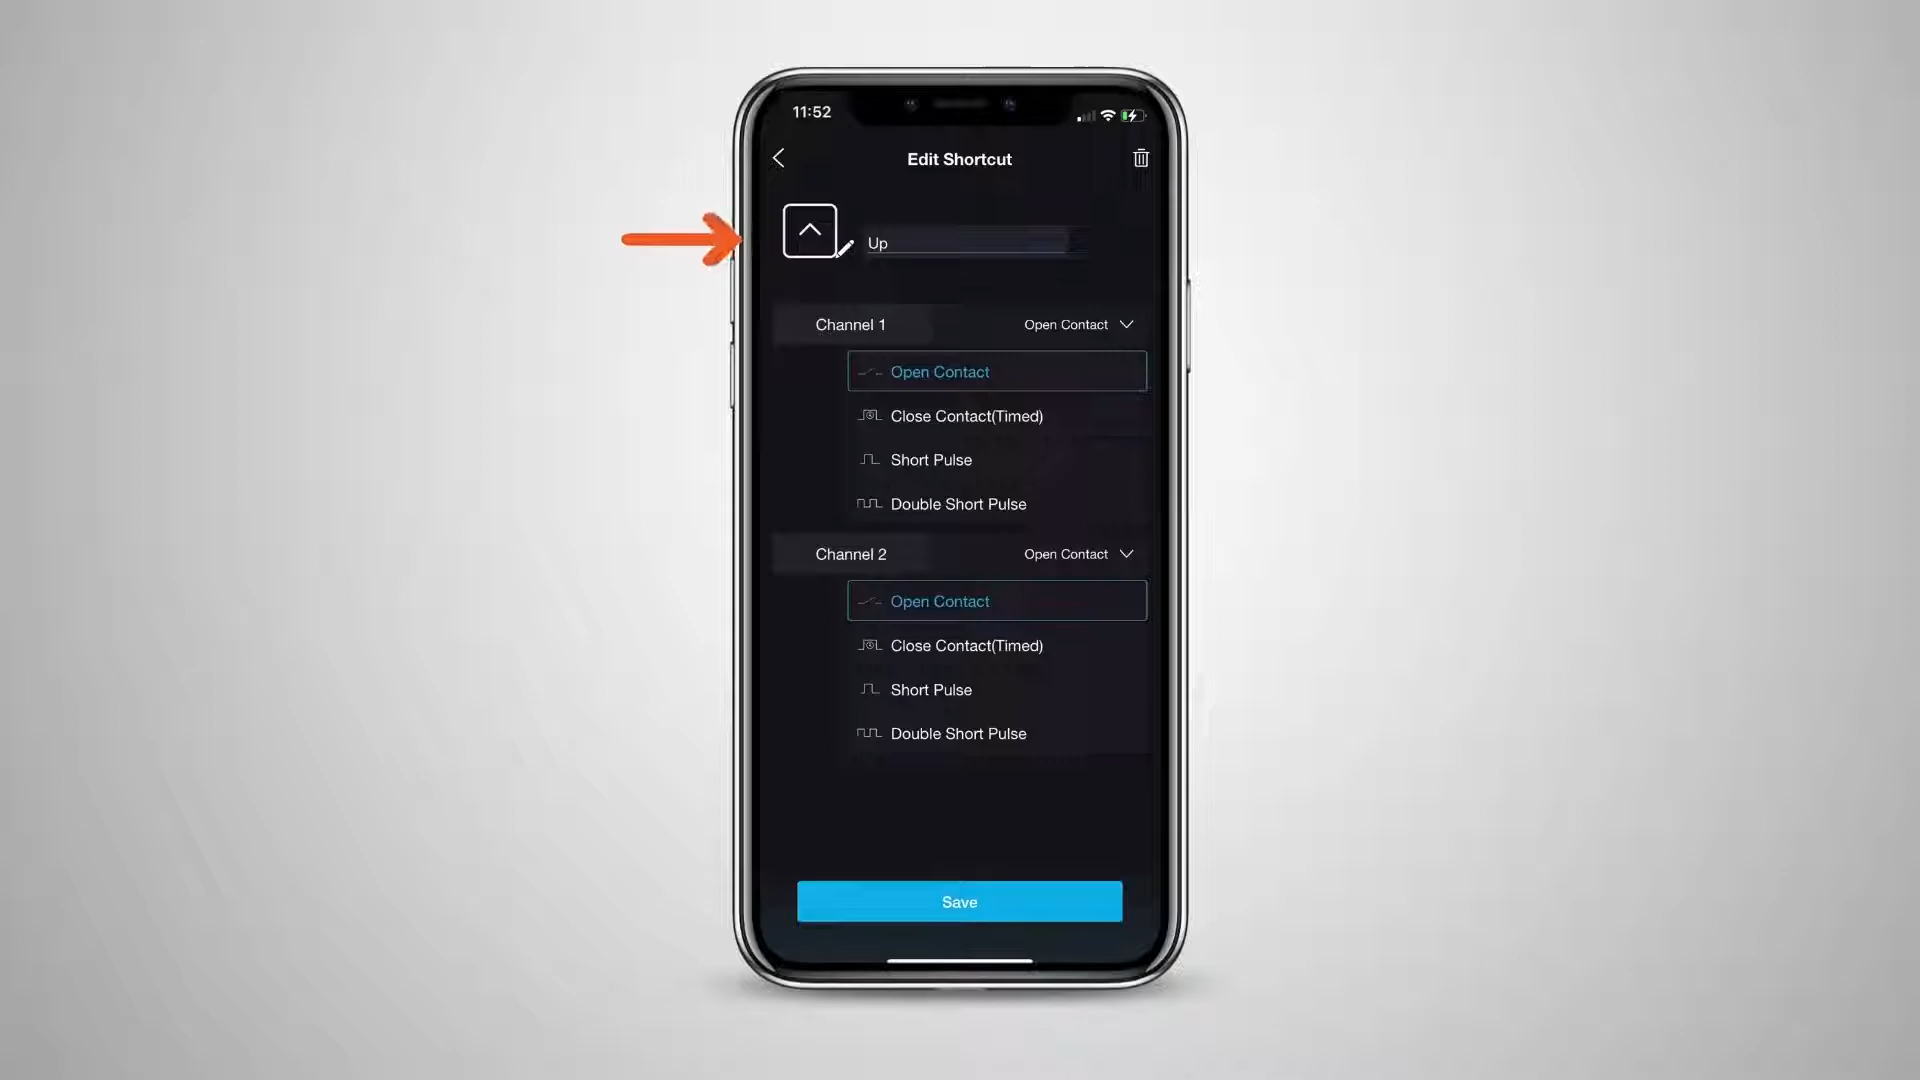 11:52
Edit Shortcut
Up
Channel 1 Open Contact
Open Contact
Close Contact(Timed)
Short Pulse
Double Short Pulse
Channel 2 Open Contact
Open Contact
Close Contact(Timed)
Short Pulse
Double Short Pulse
Save